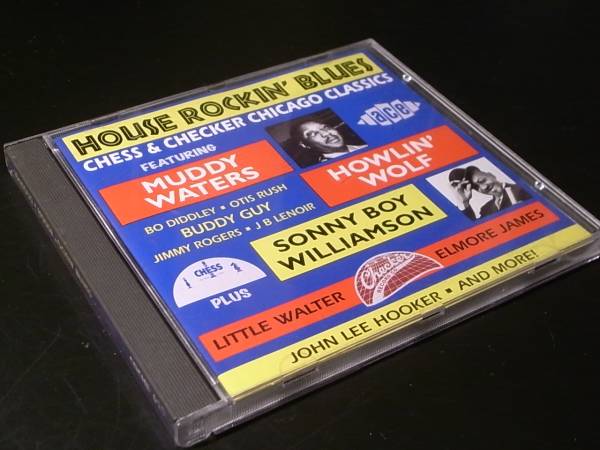 HOUSE ROCKIN' BLUES
CHESS & CHECKER CHICAGO CLASSICS
FEATURING
ace
MUDDY
WATERS
HOWLIN'
WOLF
BO DIDDLEY • OTIS RUSH
BUDDY GUY
JIMMY ROGERS • J B LENOIR
SONNY BOY
WILLIAMSON
CHESS
PLUS
LITTLE WALTER
Checker
ELMORE JAMES
JOHN LEE HOOKER • AND MORE!